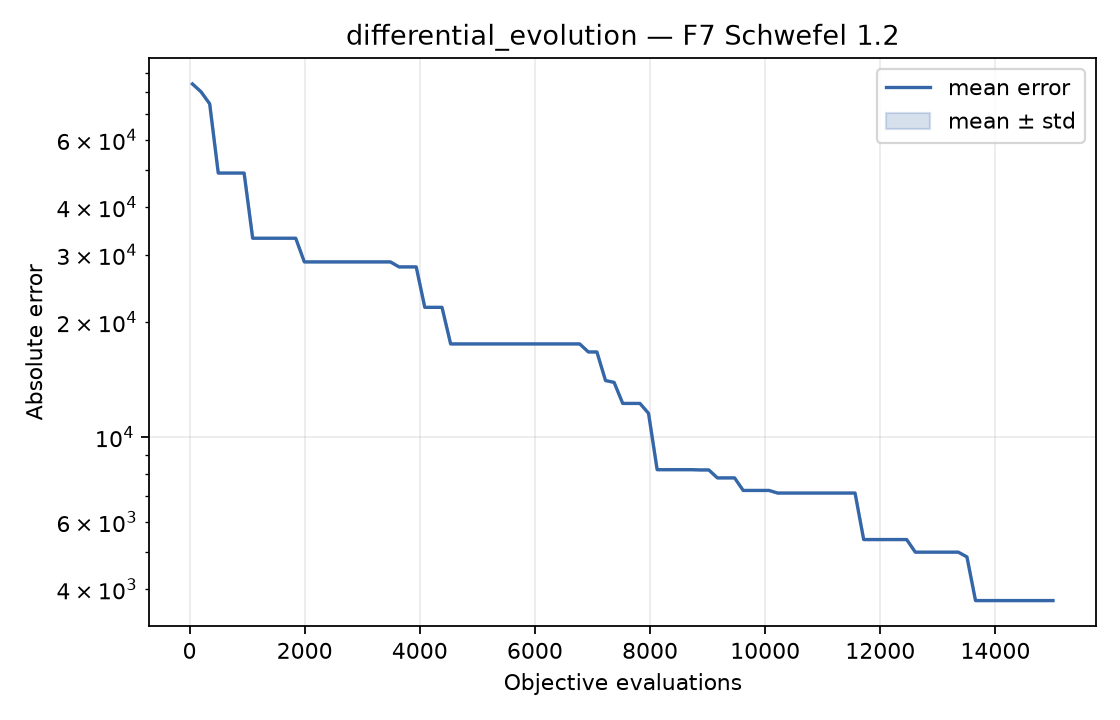 differential_evolution — F7 Schwefel 1.2
mean error
mean ± std
Absolute error
6 × 10⁴
4 × 10⁴
3 × 10⁴
2 × 10⁴
10⁴
6 × 10³
4 × 10³
0 2000 4000 6000 8000 10000 12000 14000
Objective evaluations